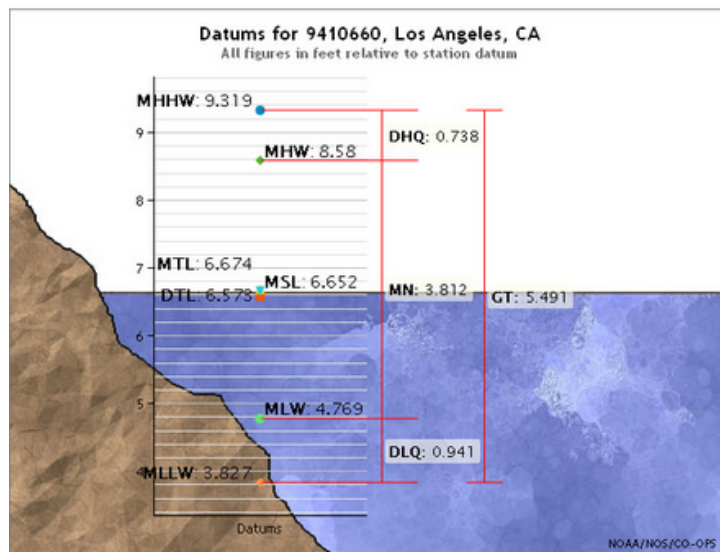 Datums for 9410660, Los Angeles, CA
All figures in feet relative to station datum
MHHW: 9.319
9
DHQ: 0.738
MHW: 8.58
8
7
MTL: 6.674
MSL: 6.652
DTL: 6.573
MN: 3.812
GT: 5.491
6
5
MLW: 4.769
DLQ: 0.941
4
MLLW: 3.827
Datums
NOAA/NOS/CO-OPS